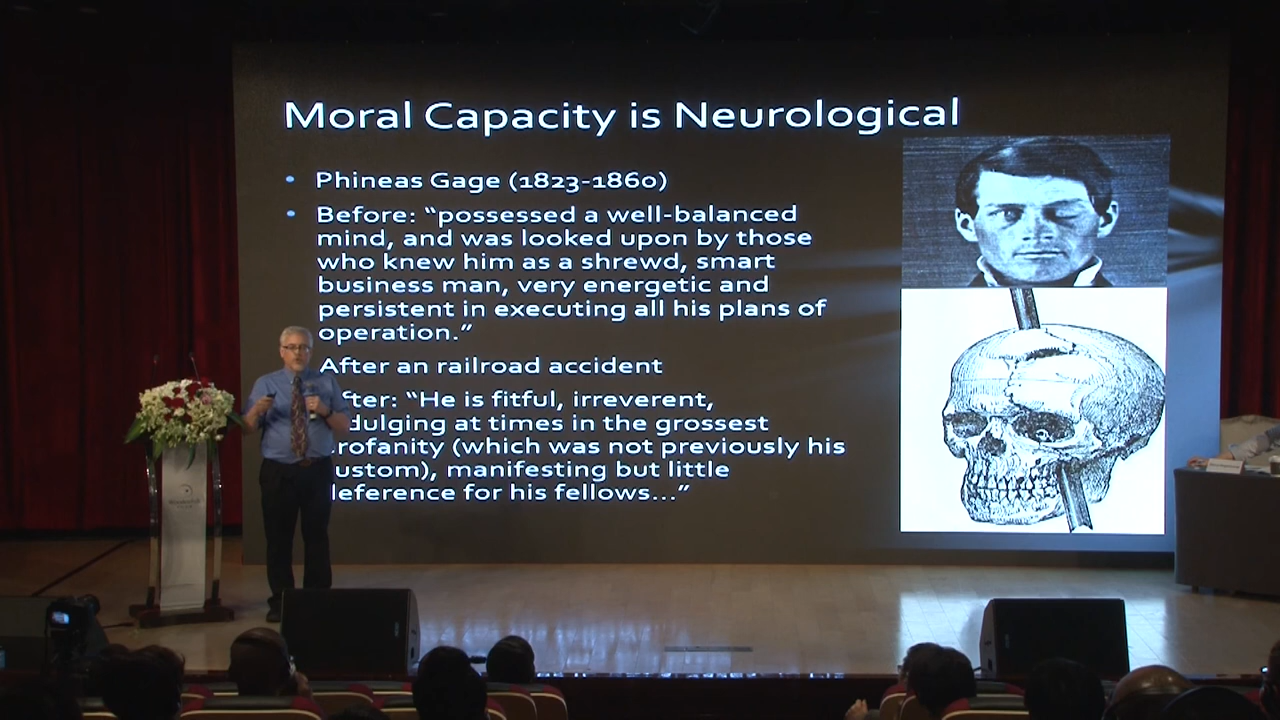 Moral Capacity is Neurological
• Phineas Gage (1823-1860)
• Before: “possessed a well-balanced
mind, and was looked upon by those
who knew him as a shrewd, smart
business man, very energetic and
persistent in executing all his plans of
operation.”
After an railroad accident
fter: “He is fitful, irreverent,
dulging at times in the grossest
rofanity (which was not previously his
ustom), manifesting but little
deference for his fellows...”